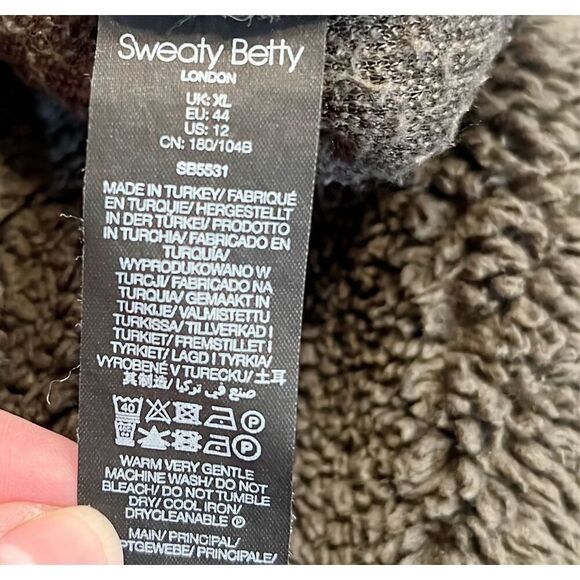 Sweaty Betty
LONDON
UK: XL
EU: 44
US: 12
CN: 180/104B
SB5531
MADE IN TURKEY/ FABRIQUÉ
EN TURQUIE/ HERGESTELLT
IN DER TÜRKEI/ PRODOTTO
IN TURCHIA/ FABRICADO EN
TURQUÍA/
WYPRODUKOWANO W
TURCJI/ FABRICADO NA
TURQUIA/ GEMAAKT IN
TURKIJE/ VALMISTETTU
TURKISSA/ TILLVERKAD I
TURKIET/ FREMSTILLET I
TYRKIET/ LAGD I TYRKIA/
VYROBENÉ V TURECKU/ 土耳
其制造/ صنع في تركيا
40 P
P
WARM VERY GENTLE
MACHINE WASH/ DO NOT
BLEACH/ DO NOT TUMBLE
DRY/ COOL IRON/
DRYCLEANABLE Ⓟ
MAIN/ PRINCIPAL/
PTGEWEBE/ PRINCIPALE/